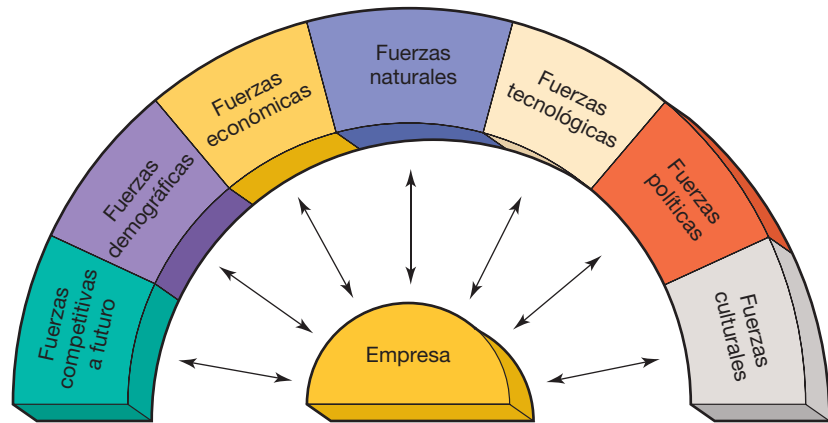 Fuerzas
competitivas
a futuro
Fuerzas
demográficas
Fuerzas
económicas
Fuerzas
naturales
Fuerzas
tecnológicas
Fuerzas
políticas
Fuerzas
culturales
Empresa